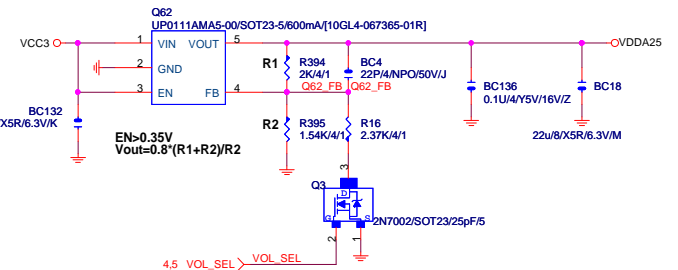 Q62
UP0111AMA5-00/SOT23-5/600mA/[10GL4-067365-01R]
VCC3
1
VIN
VOUT
5
VDDA25
2
GND
R1
R394
2K/4/1
BC4
22P/4/NPO/50V/J
3
EN
FB
4
Q62_FB
Q62_FB
BC136
0.1U/4/Y5V/16V/Z
BC18
BC132
/X5R/6.3V/K
R2
R395
1.54K/4/1
R16
2.37K/4/1
22u/8/X5R/6.3V/M
EN>0.35V
Vout=0.8*(R1+R2)/R2
3
Q3
D
G
S
2N7002/SOT23/25pF/5
2
1
4,5
VOL_SEL
VOL_SEL